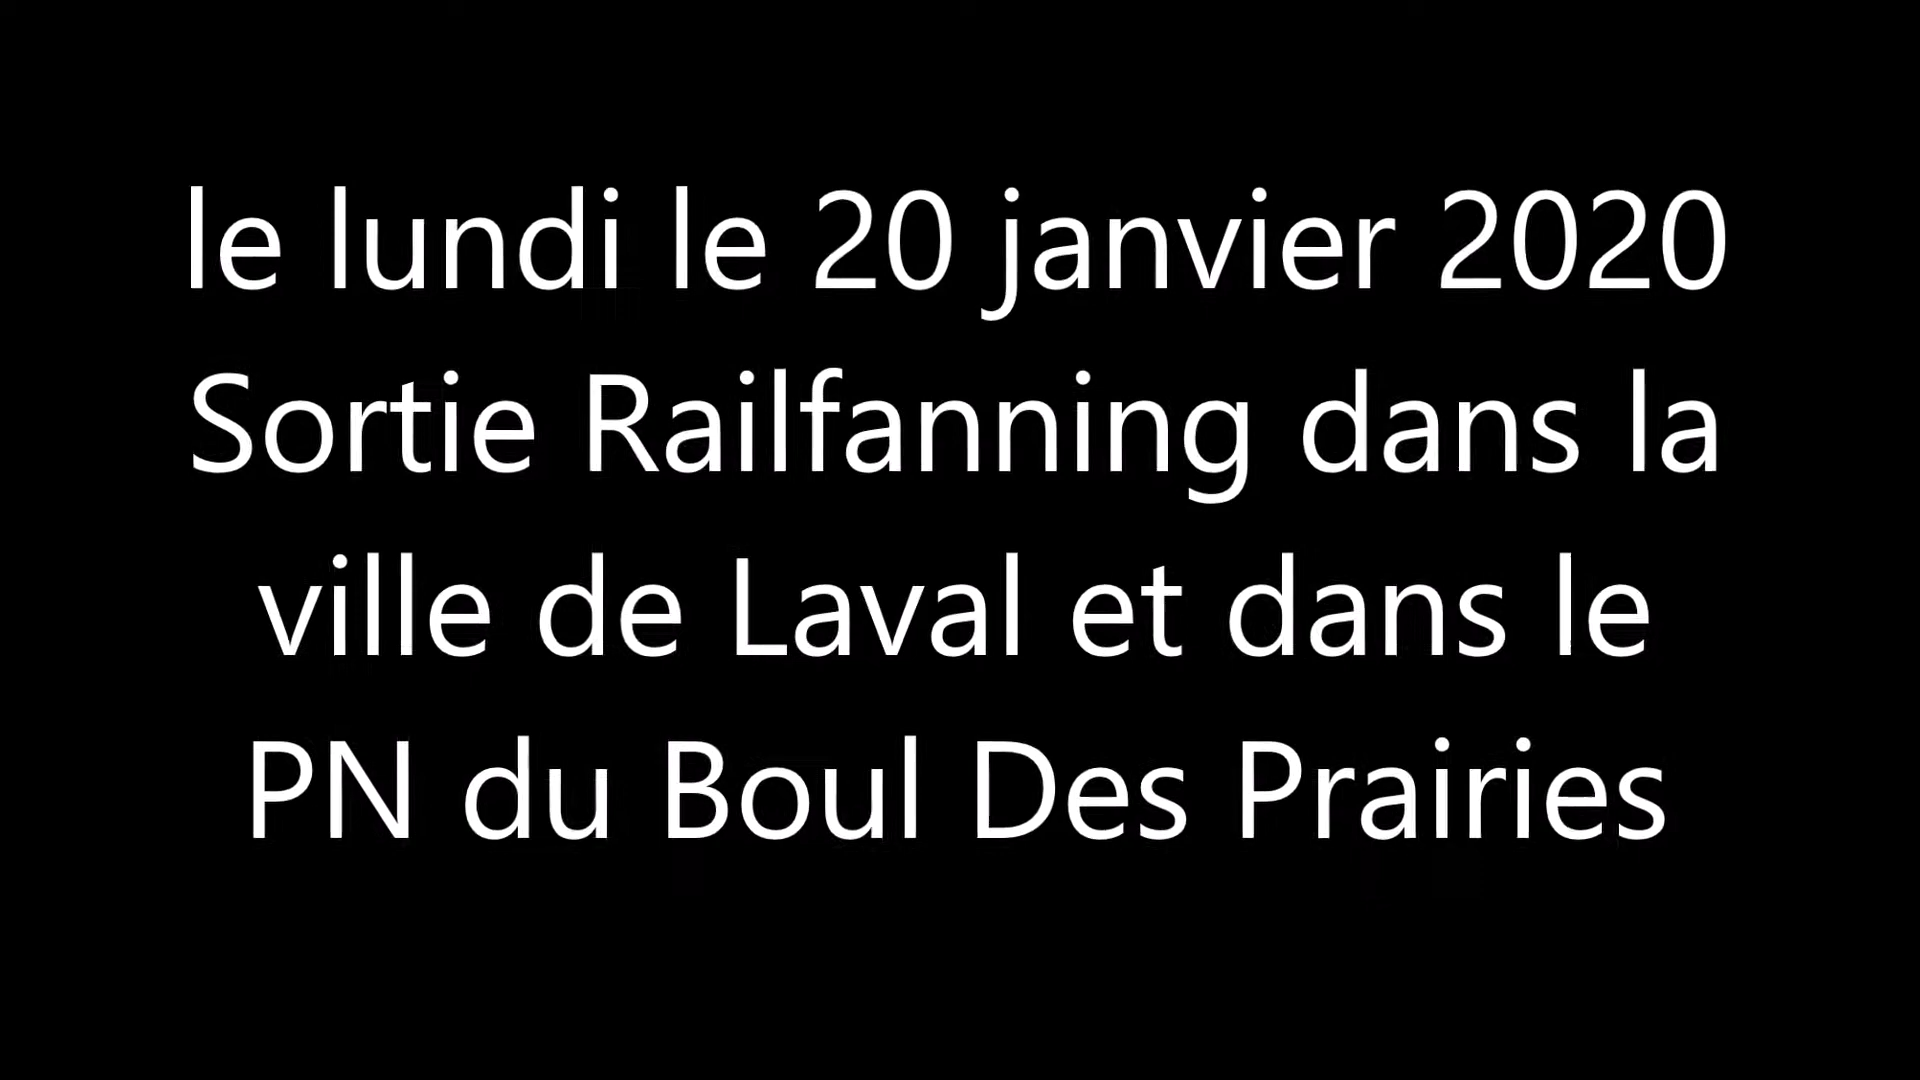 le lundi le 20 janvier 2020
Sortie Railfanning dans la
ville de Laval et dans le
PN du Boul Des Prairies